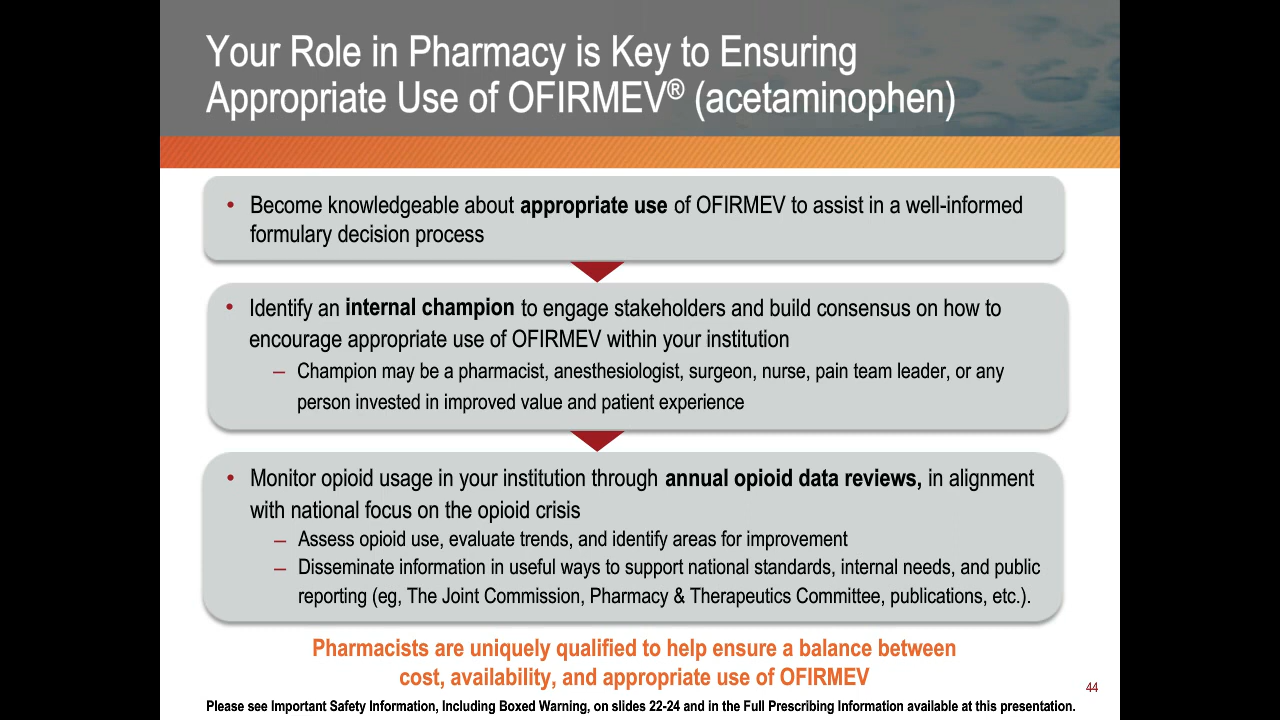 Your Role in Pharmacy is Key to Ensuring
Appropriate Use of OFIRMEV® (acetaminophen)
• Become knowledgeable about appropriate use of OFIRMEV to assist in a well-informed
formulary decision process
• Identify an internal champion to engage stakeholders and build consensus on how to
encourage appropriate use of OFIRMEV within your institution
– Champion may be a pharmacist, anesthesiologist, surgeon, nurse, pain team leader, or any
person invested in improved value and patient experience
• Monitor opioid usage in your institution through annual opioid data reviews, in alignment
with national focus on the opioid crisis
– Assess opioid use, evaluate trends, and identify areas for improvement
– Disseminate information in useful ways to support national standards, internal needs, and public
reporting (eg, The Joint Commission, Pharmacy & Therapeutics Committee, publications, etc.).
Pharmacists are uniquely qualified to help ensure a balance between
cost, availability, and appropriate use of OFIRMEV
44
Please see Important Safety Information, Including Boxed Warning, on slides 22-24 and in the Full Prescribing Information available at this presentation.